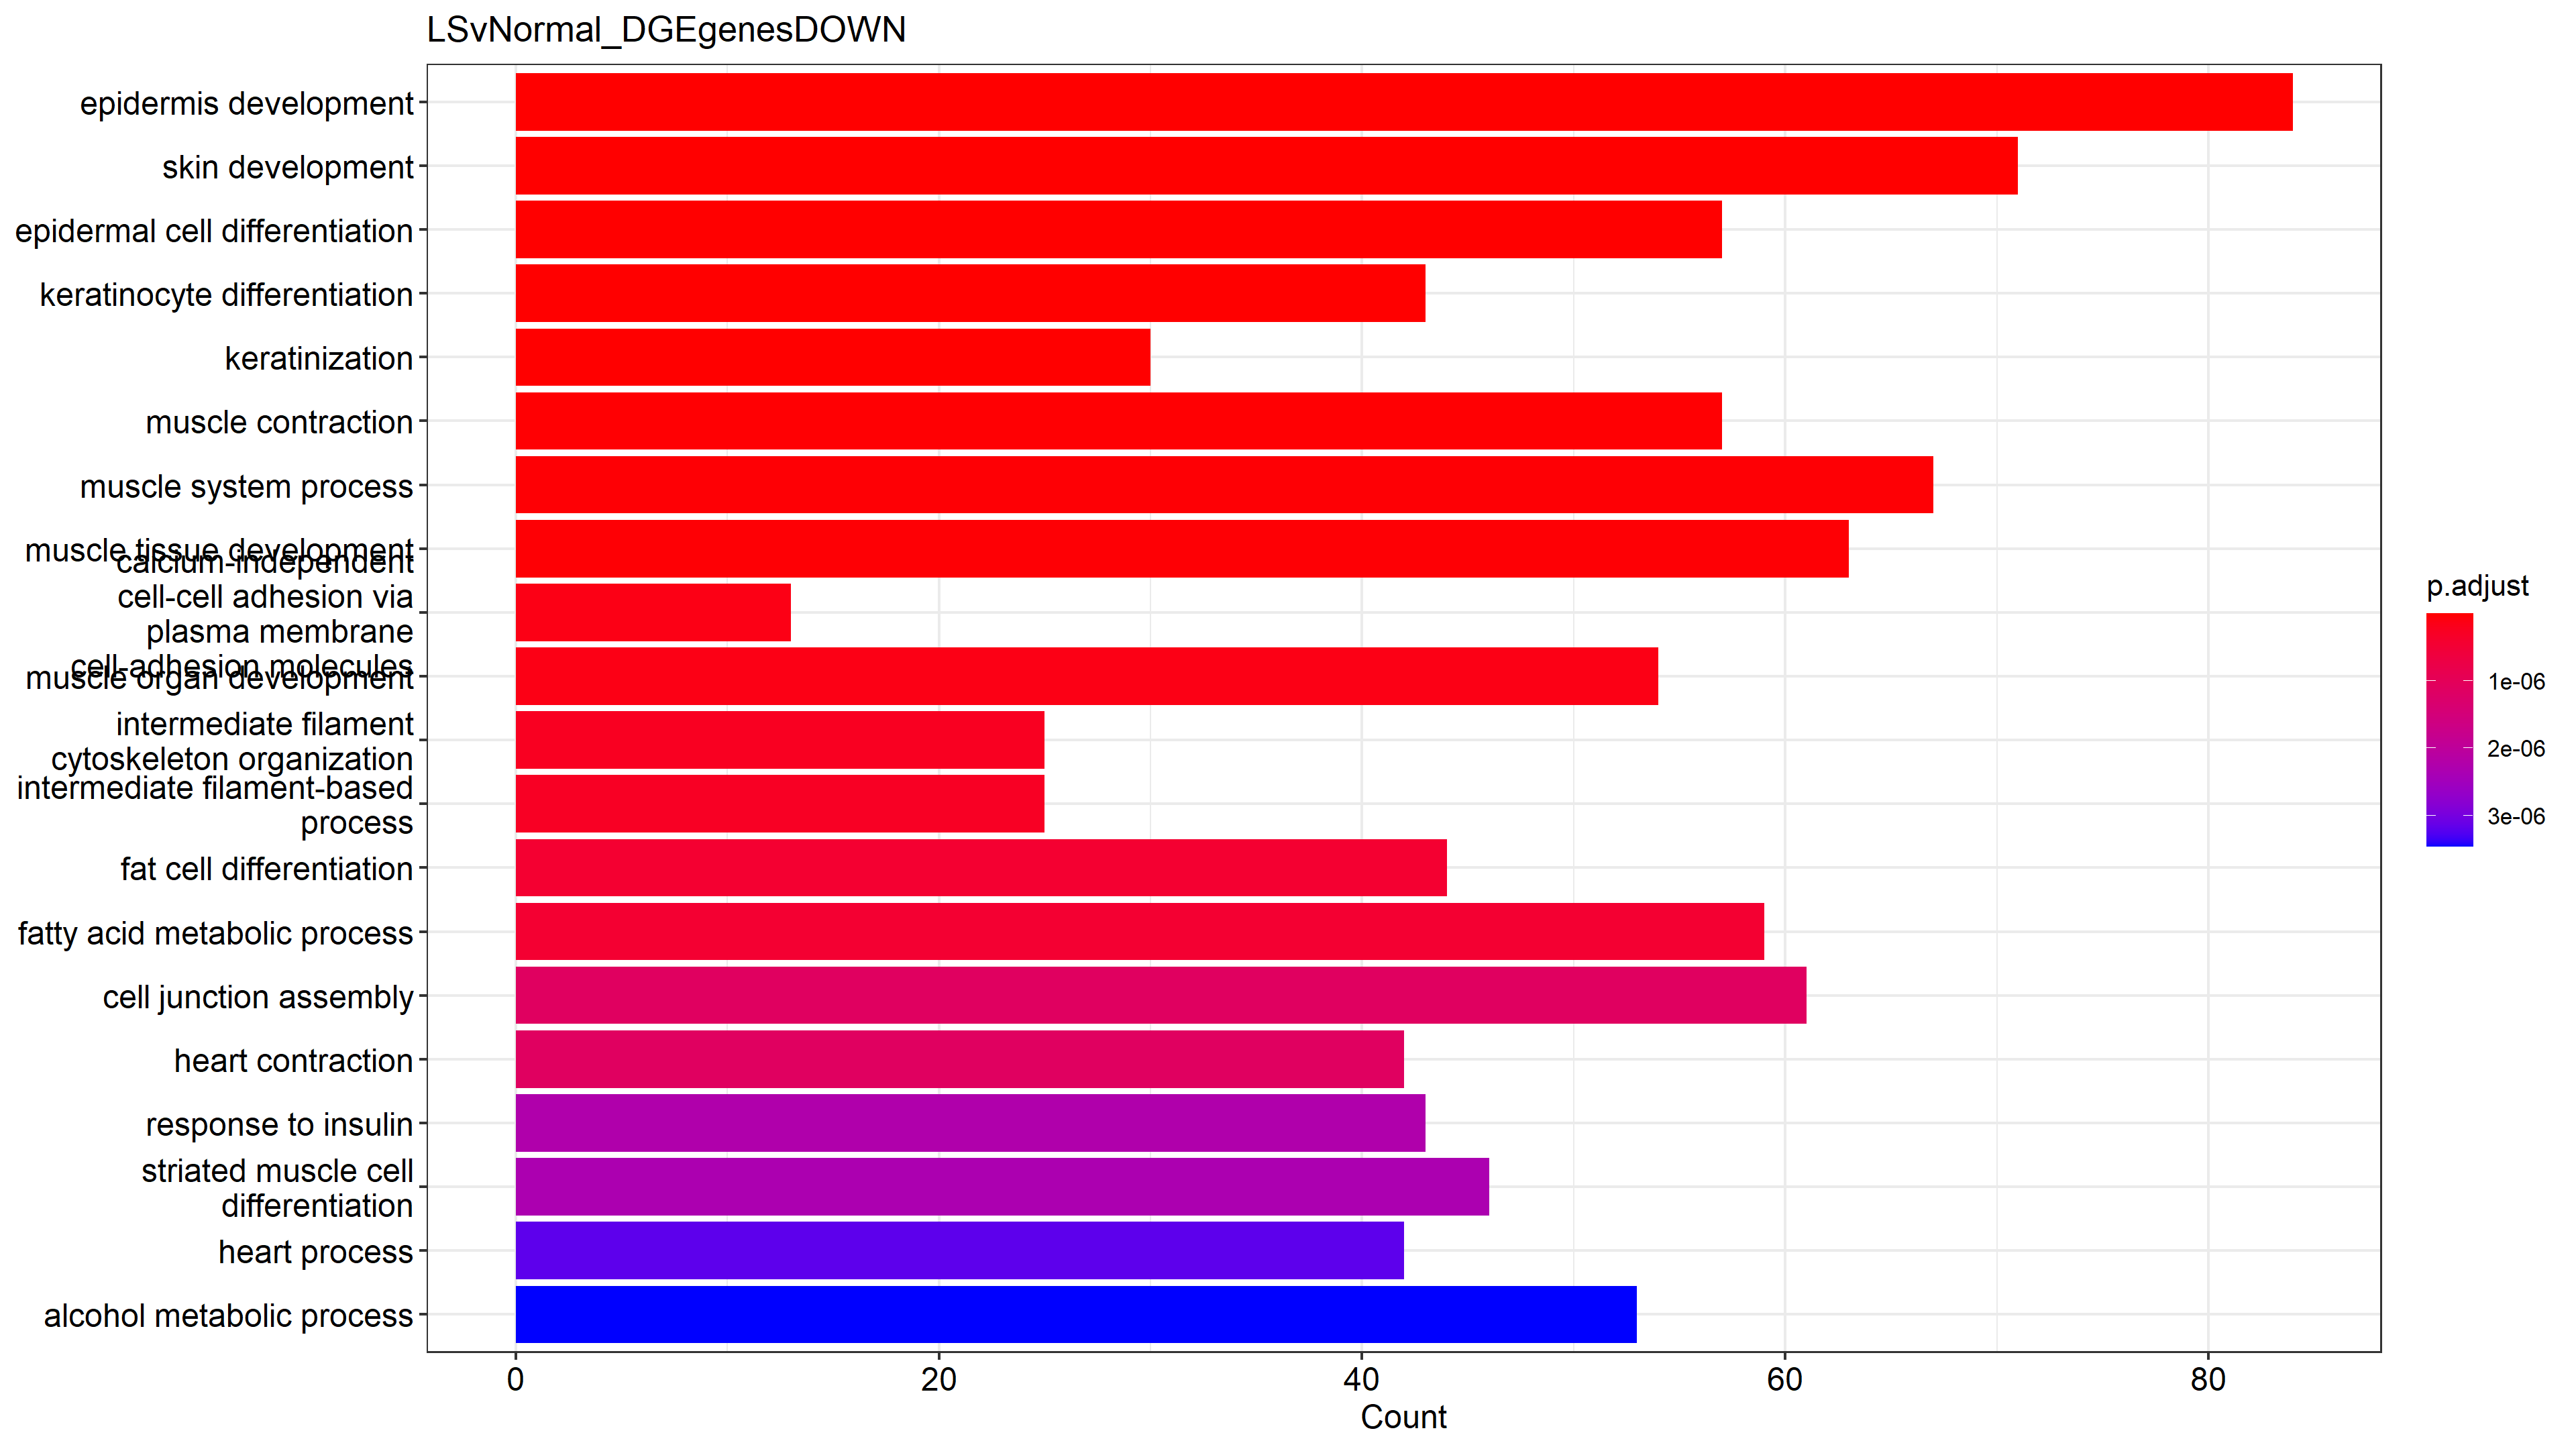 LSvNormal_DGEgenesDOWN
epidermis development
skin development
epidermal cell differentiation
keratinocyte differentiation
keratinization
muscle contraction
muscle system process
muscle tissue development
calcium-independent
cell-cell adhesion via
plasma membrane
cell-adhesion molecules
muscle organ development
intermediate filament
cytoskeleton organization
intermediate filament-based
process
fat cell differentiation
fatty acid metabolic process
cell junction assembly
heart contraction
response to insulin
striated muscle cell
differentiation
heart process
alcohol metabolic process
0 20 40 60 80
Count
p.adjust
1e-06
2e-06
3e-06